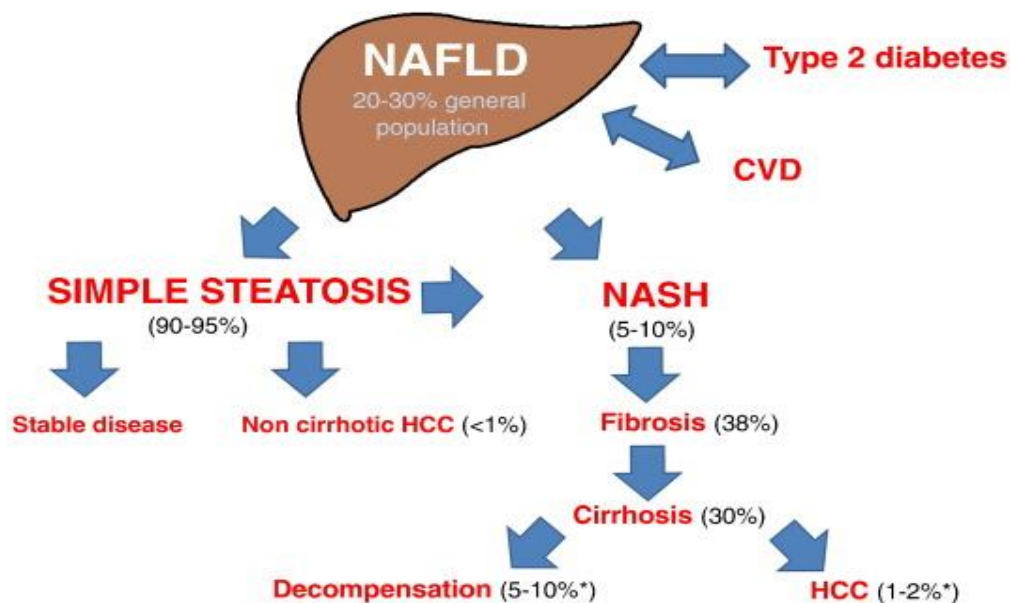 NAFLD
20-30% general
population
Type 2 diabetes
CVD
SIMPLE STEATOSIS
(90-95%)
NASH
(5-10%)
Stable disease
Non cirrhotic HCC (<1%)
Fibrosis (38%)
Cirrhosis (30%)
Decompensation (5-10%*)
HCC (1-2%*)